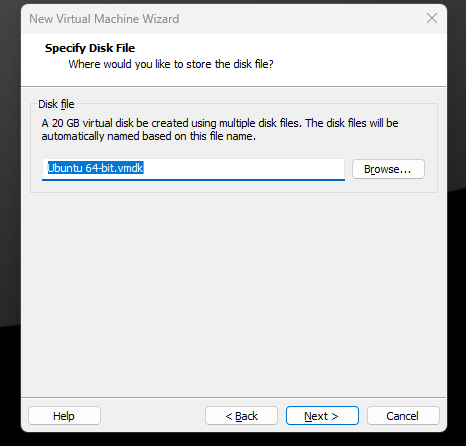 New Virtual Machine Wizard
Specify Disk File
Where would you like to store the disk file?
Disk file
A 20 GB virtual disk be created using multiple disk files. The disk files will be
automatically named based on this file name.
Ubuntu 64-bit.vmdk
Browse...
Help
< Back
Next >
Cancel